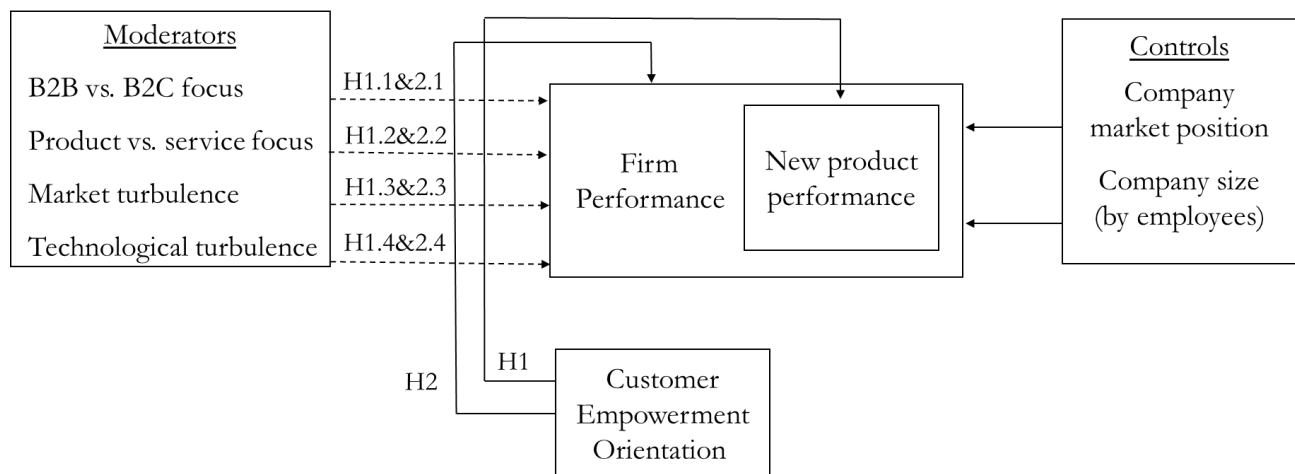 Moderators
B2B vs. B2C focus
Product vs. service focus
Market turbulence
Technological turbulence
H1.1&2.1
H1.2&2.2
H1.3&2.3
H1.4&2.4
Firm
Performance
New product
performance
Controls
Company
market position
Company size
(by employees)
H1
H2
Customer
Empowerment
Orientation